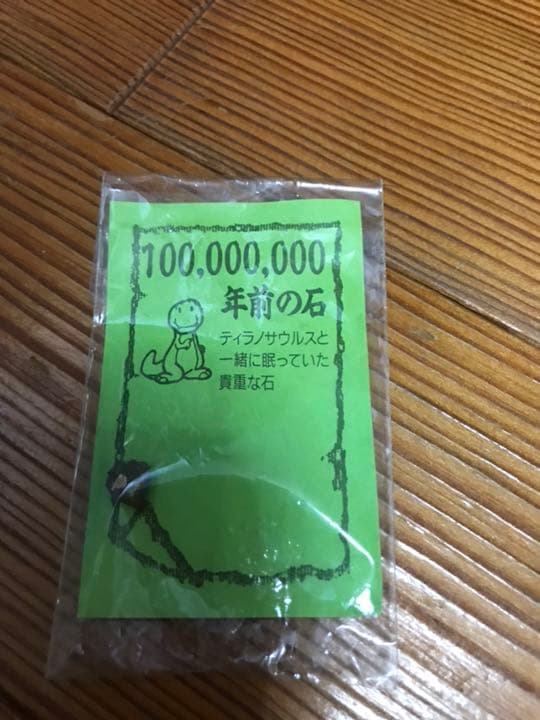 100,000,000
年前の石
ティラノサウルスと
一緒に眠っていた
貴重な石